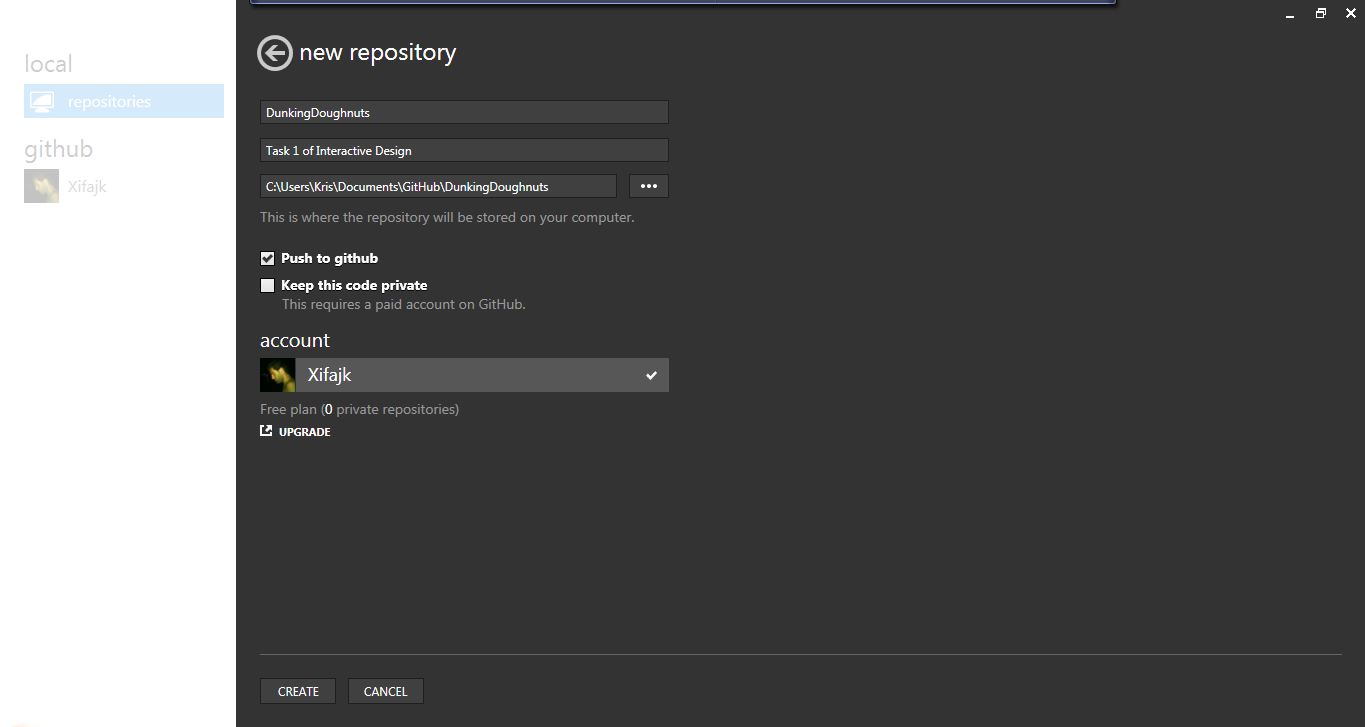 local
repositories
github
Xifajk
new repository
DunkingDoughnuts
Task 1 of Interactive Design
C:\Users\Kris\Documents\GitHub\DunkingDoughnuts
This is where the repository will be stored on your computer.
Push to github
Keep this code private
This requires a paid account on GitHub.
account
Xifajk
Free plan (0 private repositories)
UPGRADE
CREATE CANCEL